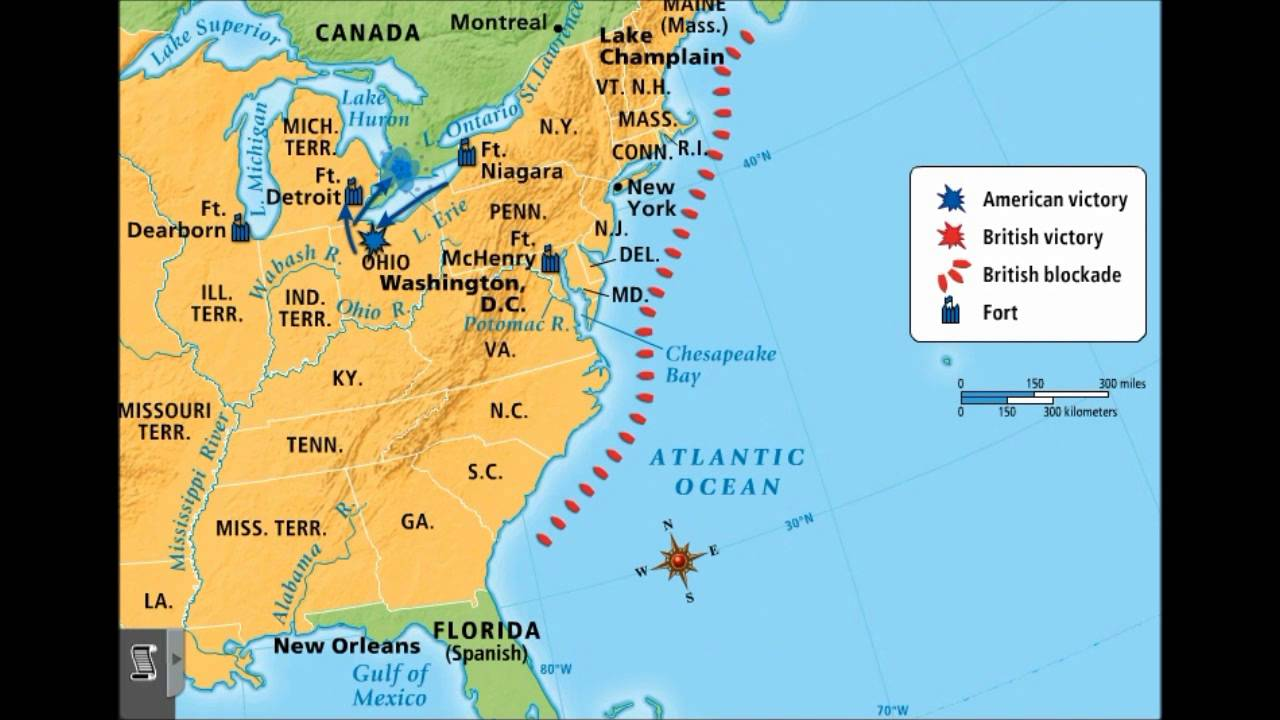 MAINE
(Mass.)
Lake Superior
CANADA
Montreal
St. Lawrence
Lake
Champlain
VT.
N.H.
Lake
Huron
L. Michigan
L. Ontario
MICH.
TERR.
N.Y.
MASS.
CONN.
R.I.
40°N
Ft.
Niagara
Ft.
Detroit
New
York
Ft.
Dearborn
L. Erie
PENN.
N.J.
Ft.
McHenry
DEL.
OHIO
Wabash R.
Washington,
D.C.
MD.
ILL.
TERR.
IND.
TERR.
Ohio R.
Potomac R.
VA.
Chesapeake
Bay
KY.
MISSOURI
TERR.
N.C.
TENN.
Mississippi River
S.C.
ATLANTIC
OCEAN
MISS. TERR.
Alabama R.
GA.
30°N
N
E
W
S
LA.
New Orleans
FLORIDA
(Spanish)
Gulf of
Mexico
80°W
70°W
American victory
British victory
British blockade
Fort
0 150 300 miles
0 150 300 kilometers